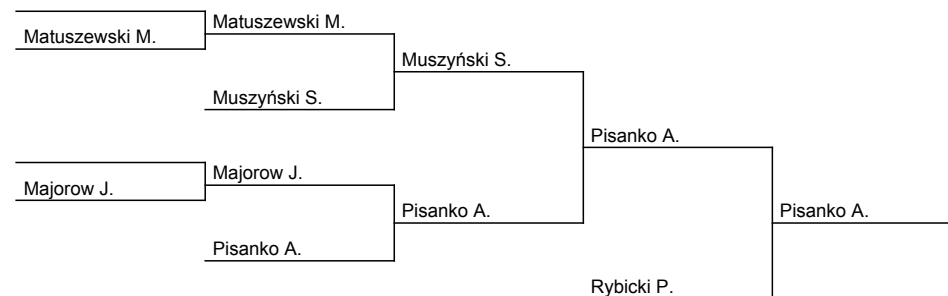 Matuszewski M.
Matuszewski M.
Muszyński S.
Muszyński S.
Pisanko A.
Majorow J.
Majorow J.
Pisanko A.
Pisanko A.
Pisanko A.
Rybicki P.